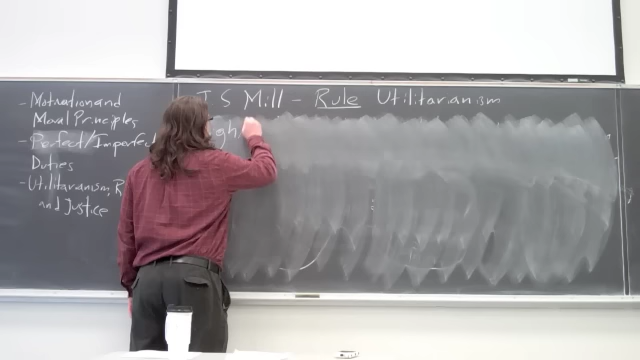 - Motivation and
Moral Principles
- Perfect/Imperfect
Duties
- Utilitarianism, R
and Justice
J S Mill - Rule Utilitarianism